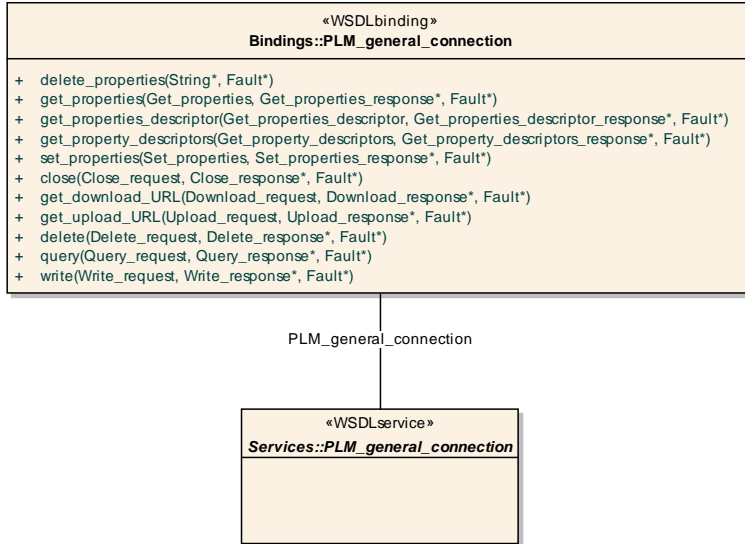 «WSDLbinding»
Bindings::PLM_general_connection
+ delete_properties(String*, Fault*)
+ get_properties(Get_properties, Get_properties_response*, Fault*)
+ get_properties_descriptor(Get_properties_descriptor, Get_properties_descriptor_response*, Fault*)
+ get_property_descriptors(Get_property_descriptors, Get_property_descriptors_response*, Fault*)
+ set_properties(Set_properties, Set_properties_response*, Fault*)
+ close(Close_request, Close_response*, Fault*)
+ get_download_URL(Download_request, Download_response*, Fault*)
+ get_upload_URL(Upload_request, Upload_response*, Fault*)
+ delete(Delete_request, Delete_response*, Fault*)
+ query(Query_request, Query_response*, Fault*)
+ write(Write_request, Write_response*, Fault*)
PLM_general_connection
«WSDLservice»
Services::PLM_general_connection